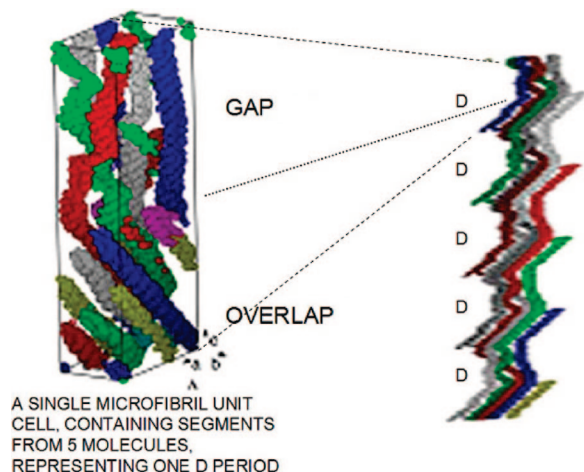 GAP
D
D
D
OVERLAP
D
D
c
a b
A SINGLE MICROFIBRIL UNIT
CELL, CONTAINING SEGMENTS
FROM 5 MOLECULES,
REPRESENTING ONE D PERIOD